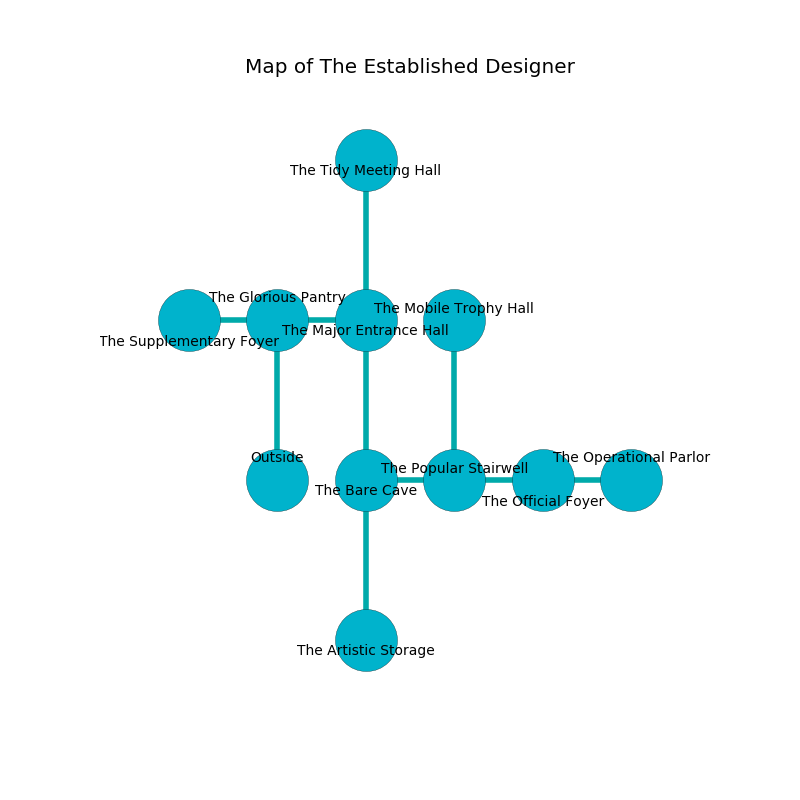 Map of The Established Designer
The Tidy Meeting Hall
The Glorious Pantry
The Mobile Trophy Hall
The Major Entrance Hall
The Supplementary Foyer
Outside
The Operational Parlor
The Popular Stairwell
The Bare Cave
The Official Foyer
The Artistic Storage